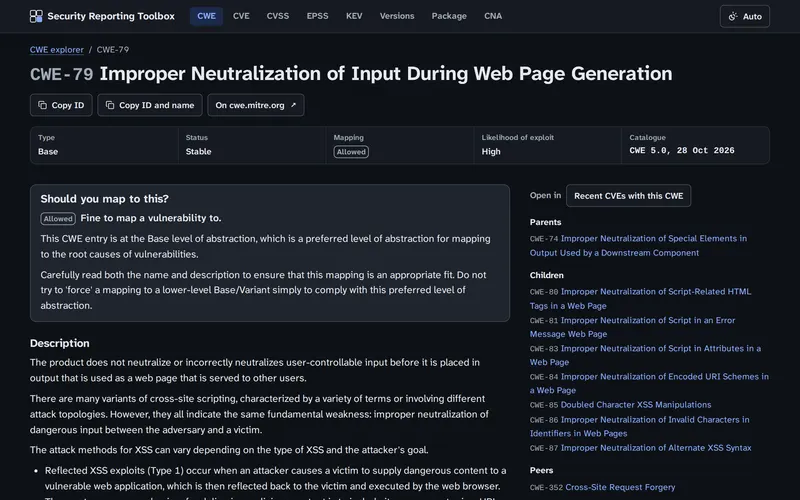 Security Reporting Toolbox
CWE CVE CVSS EPSS KEV Versions Package CNA
Auto
CWE explorer / CWE-79
CWE-79 Improper Neutralization of Input During Web Page Generation
Copy ID
Copy ID and name
On cwe.mitre.org ↗
Type
Base
Status
Stable
Mapping
Allowed
Likelihood of exploit
High
Catalogue
CWE 5.0, 28 Oct 2026
Should you map to this?
Allowed Fine to map a vulnerability to.
This CWE entry is at the Base level of abstraction, which is a preferred level of abstraction for mapping
to the root causes of vulnerabilities.
Carefully read both the name and description to ensure that this mapping is an appropriate fit. Do not
try to 'force' a mapping to a lower-level Base/Variant simply to comply with this preferred level of
abstraction.
Description
The product does not neutralize or incorrectly neutralizes user-controllable input before it is placed in
output that is used as a web page that is served to other users.
There are many variants of cross-site scripting, characterized by a variety of terms or involving different
attack topologies. However, they all indicate the same fundamental weakness: improper neutralization of
dangerous input between the adversary and a victim.
The attack methods for XSS can vary depending on the type of XSS and the attacker's goal.
• Reflected XSS exploits (Type 1) occur when an attacker causes a victim to supply dangerous content to a
vulnerable web application, which is then reflected back to the victim and executed by the web browser.
Open in Recent CVEs with this CWE
Parents
CWE-74 Improper Neutralization of Special Elements in
Output Used by a Downstream Component
Children
CWE-80 Improper Neutralization of Script-Related HTML
Tags in a Web Page
CWE-81 Improper Neutralization of Script in an Error
Message Web Page
CWE-83 Improper Neutralization of Script in Attributes in a
Web Page
CWE-84 Improper Neutralization of Encoded URI Schemes in
a Web Page
CWE-85 Doubled Character XSS Manipulations
CWE-86 Improper Neutralization of Invalid Characters in
Identifiers in Web Pages
CWE-87 Improper Neutralization of Alternate XSS Syntax
Peers
CWE-352 Cross-Site Request Forgery